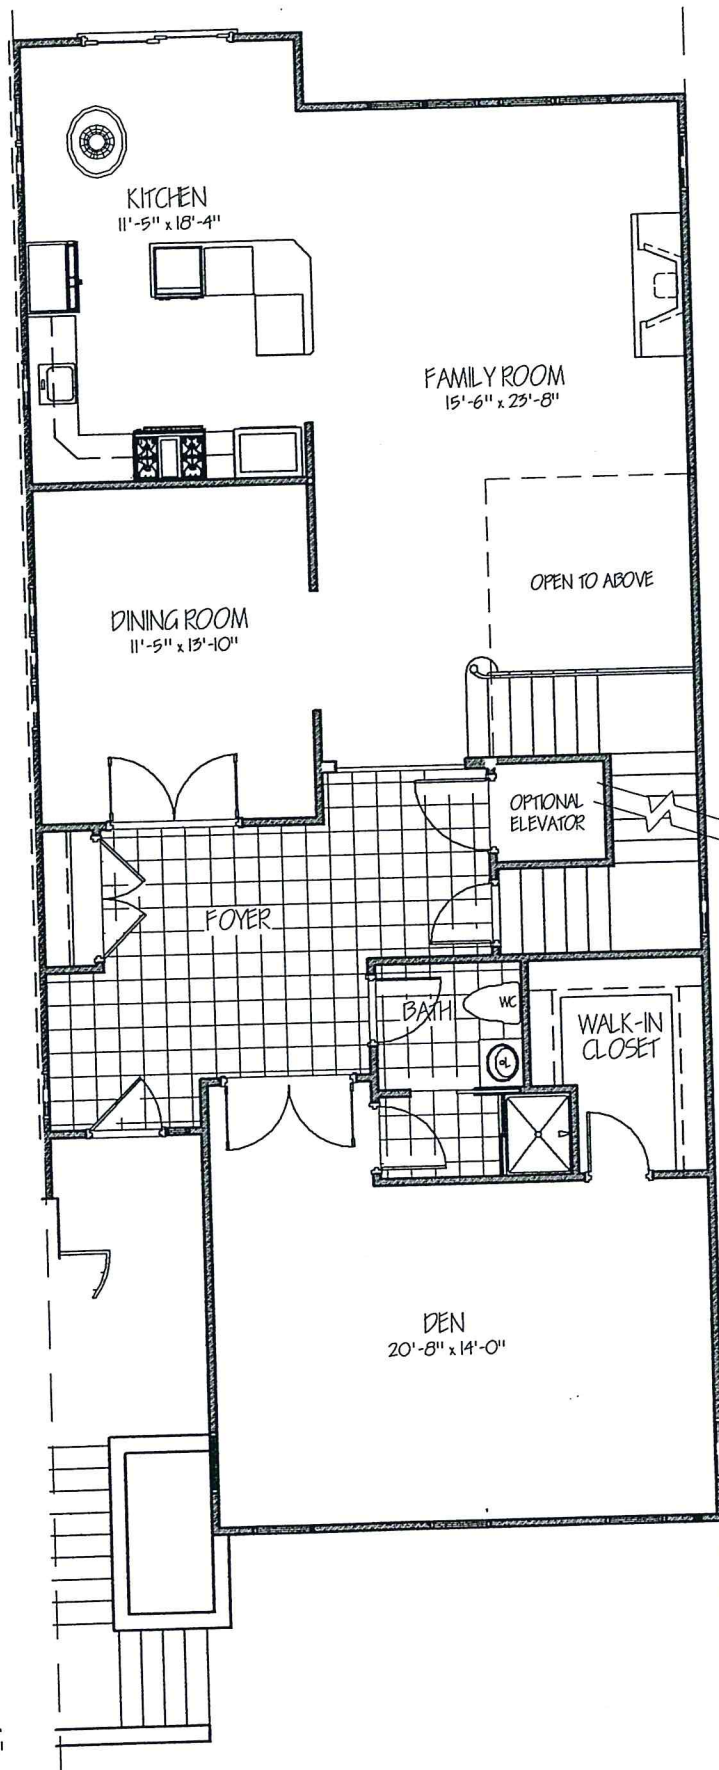 KITCHEN
11'-5" x 18'-4"
FAMILY ROOM
15'-6" x 23'-8"
OPEN TO ABOVE
DINING ROOM
11'-5" x 13'-10"
OPTIONAL
ELEVATOR
FOYER
BATH
WC
WALK-IN
CLOSET
DEN
20'-8" x 14'-0"